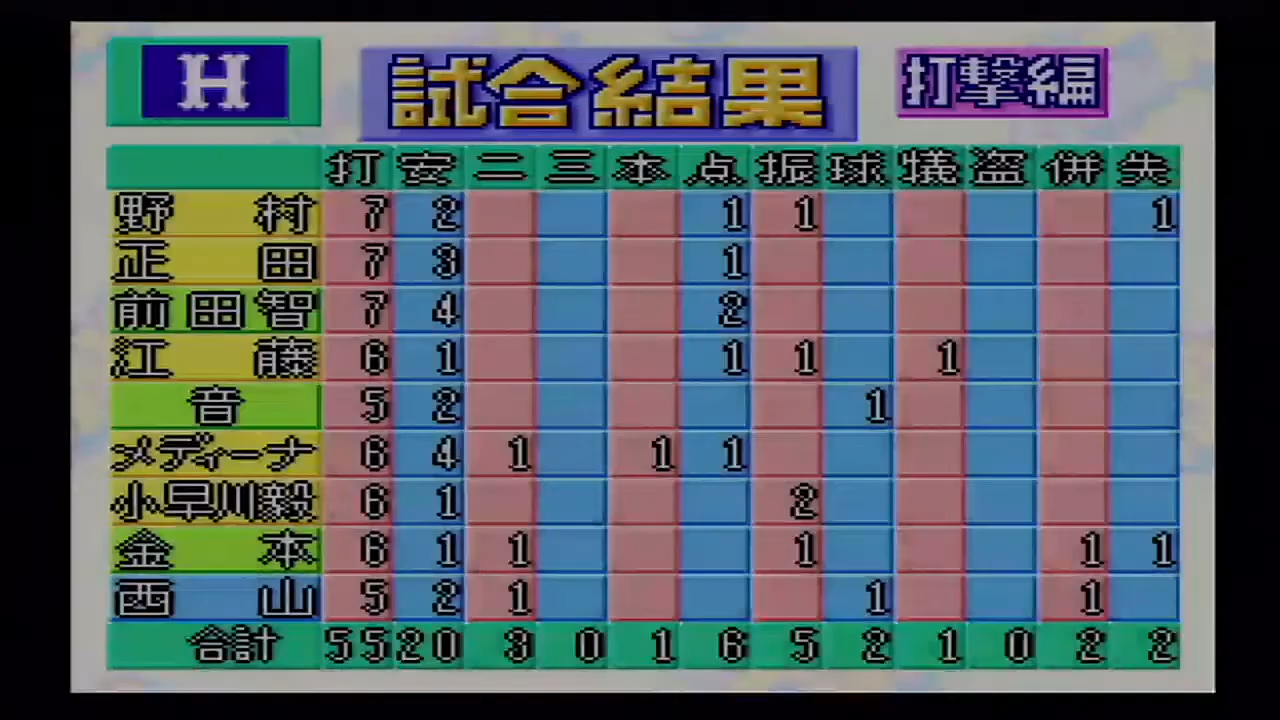 H 試合結果 打撃編
打 安 二 三 本 点 振 球 犠 盗 併 失
野村 7 2 1 1 1
正田 7 3 1
前田智 7 4 2
江藤 6 1 1 1 1
音 5 2 1
メディーナ 6 4 1 1 1
小早川毅 6 1 2
金本 6 1 1 1 1 1
西山 5 2 1 1 1
合計 55 20 3 0 1 6 5 2 1 0 2 2